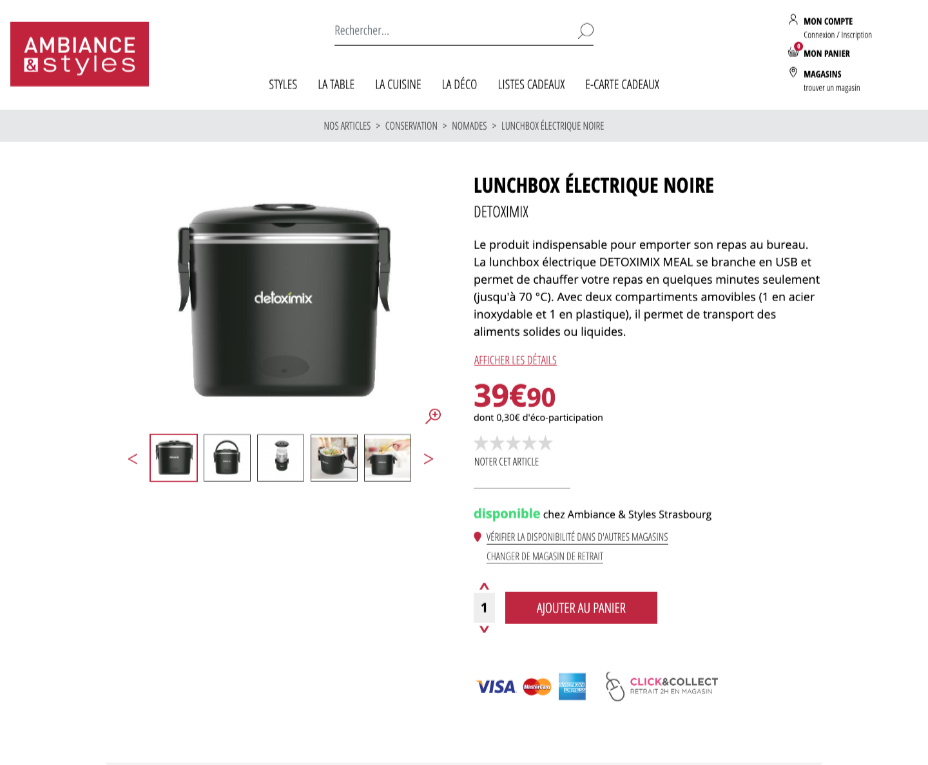 AMBIANCE
&styles
Rechercher...
MON COMPTE
Connexion / Inscription
0
MON PANIER
MAGASINS
trouver un magasin
STYLES LA TABLE LA CUISINE LA DÉCO LISTES CADEAUX E-CARTE CADEAUX
NOS ARTICLES > CONSERVATION > NOMADES > LUNCHBOX ÉLECTRIQUE NOIRE
detoximix
< >
LUNCHBOX ÉLECTRIQUE NOIRE
DETOXIMIX
Le produit indispensable pour emporter son repas au bureau.
La lunchbox électrique DETOXIMIX MEAL se branche en USB et
permet de chauffer votre repas en quelques minutes seulement
(jusqu'à 70 °C). Avec deux compartiments amovibles (1 en acier
inoxydable et 1 en plastique), il permet de transport des
aliments solides ou liquides.
AFFICHER LES DÉTAILS
39€90
dont 0,30€ d'éco-participation
NOTER CET ARTICLE
disponible chez Ambiance & Styles Strasbourg
VÉRIFIER LA DISPONIBILITÉ DANS D'AUTRES MAGASINS
CHANGER DE MAGASIN DE RETRAIT
1
AJOUTER AU PANIER
VISA MasterCard
CLICK&COLLECT
RETRAIT 2H EN MAGASIN